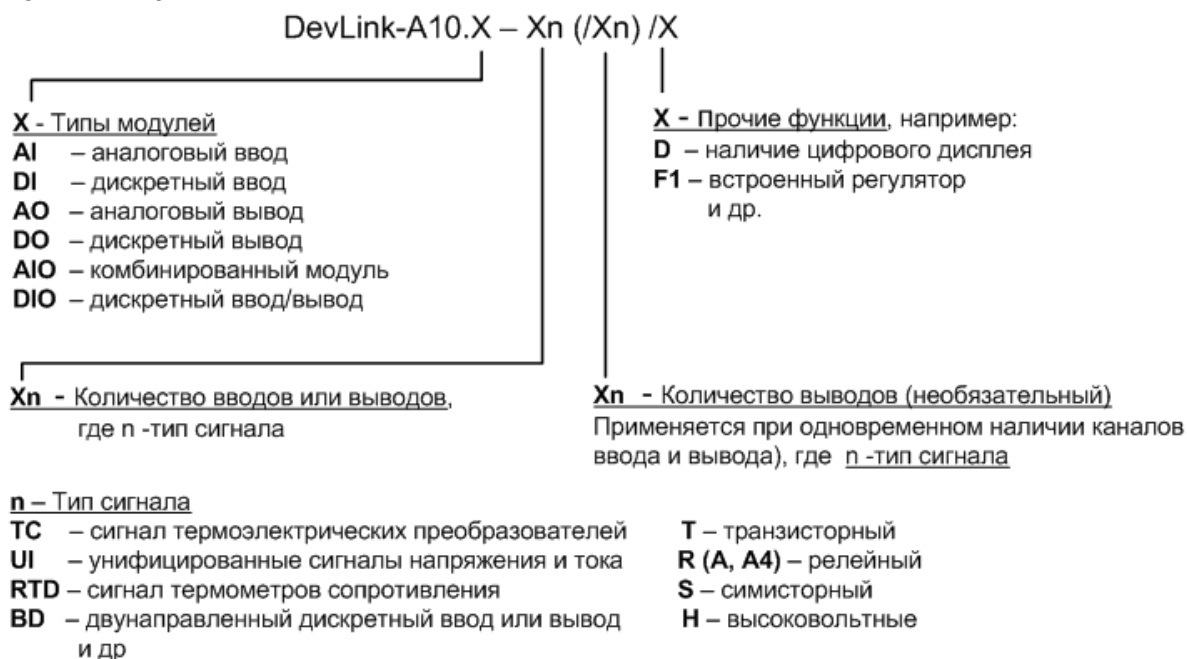 DevLink-A10.X – Xn (/Xn) /X
X - Типы модулей
AI – аналоговый ввод
DI – дискретный ввод
AO – аналоговый вывод
DO – дискретный вывод
AIO – комбинированный модуль
DIO – дискретный ввод/вывод
X - Прочие функции, например:
D – наличие цифрового дисплея
F1 – встроенный регулятор
и др.
Xn - Количество вводов или выводов,
где n -тип сигнала
Xn - Количество выводов (необязательный)
Применяется при одновременном наличии каналов
ввода и вывода), где n -тип сигнала
n – Тип сигнала
TC – сигнал термоэлектрических преобразователей
UI – унифицированные сигналы напряжения и тока
RTD – сигнал термометров сопротивления
BD – двунаправленный дискретный ввод или вывод
и др
T – транзисторный
R (A, A4) – релейный
S – симисторный
H – высоковольтные